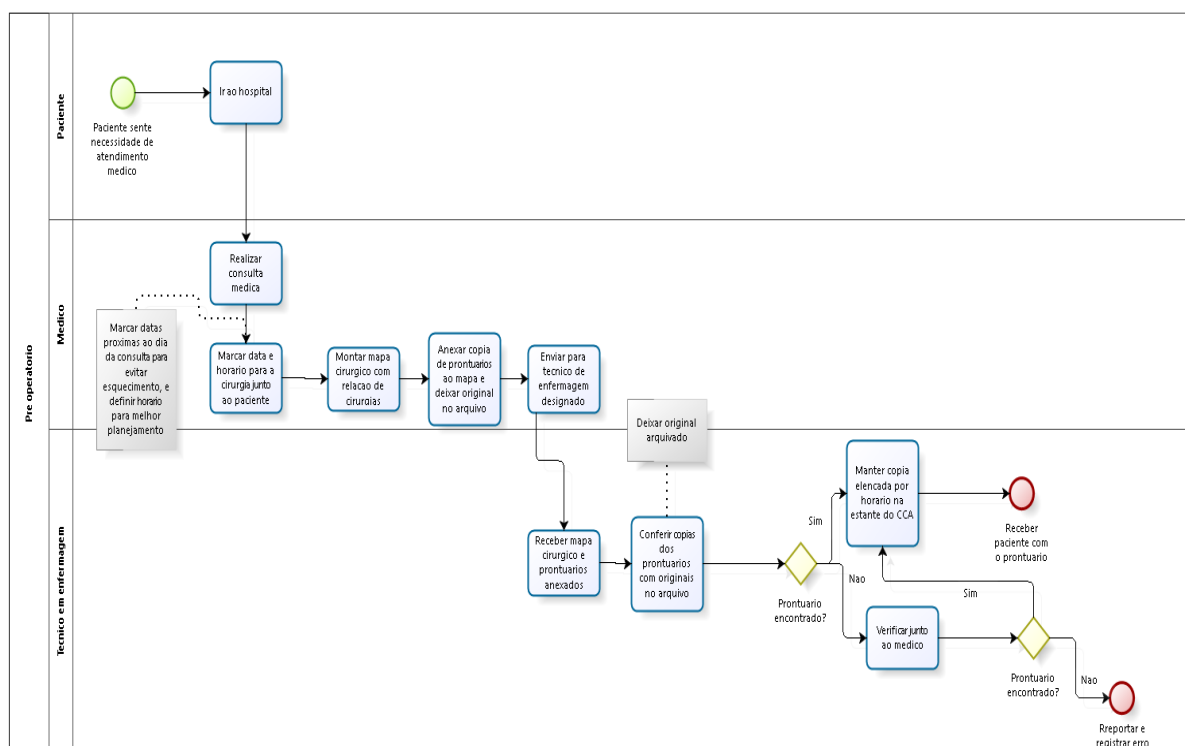 Pre operatorio
Paciente
Paciente sente
necessidade de
atendimento
medico
Ir ao hospital
Medico
Realizar
consulta
medica
Marcar datas
proximas ao dia
da consulta para
evitar
esquecimento, e
definir horario
para melhor
planejamento
Marcar data e
horario para a
cirurgia junto
ao paciente
Montar mapa
cirurgico com
relacao de
cirurgias
Anexar copia
de prontuarios
ao mapa e
deixar original
no arquivo
Enviar para
tecnico de
enfermagem
designado
Tecnico em enfermagem
Deixar original
arquivado
Receber mapa
cirurgico e
prontuarios
anexados
Conferir copias
dos
prontuarios
com originais
no arquivo
Prontuario
encontrado?
Sim
Nao
Manter copia
elencada por
horario na
estante do CCA
Receber
paciente com
o prontuario
Verificar junto
ao medico
Sim
Prontuario
encontrado?
Nao
Rreportar e
registrar erro